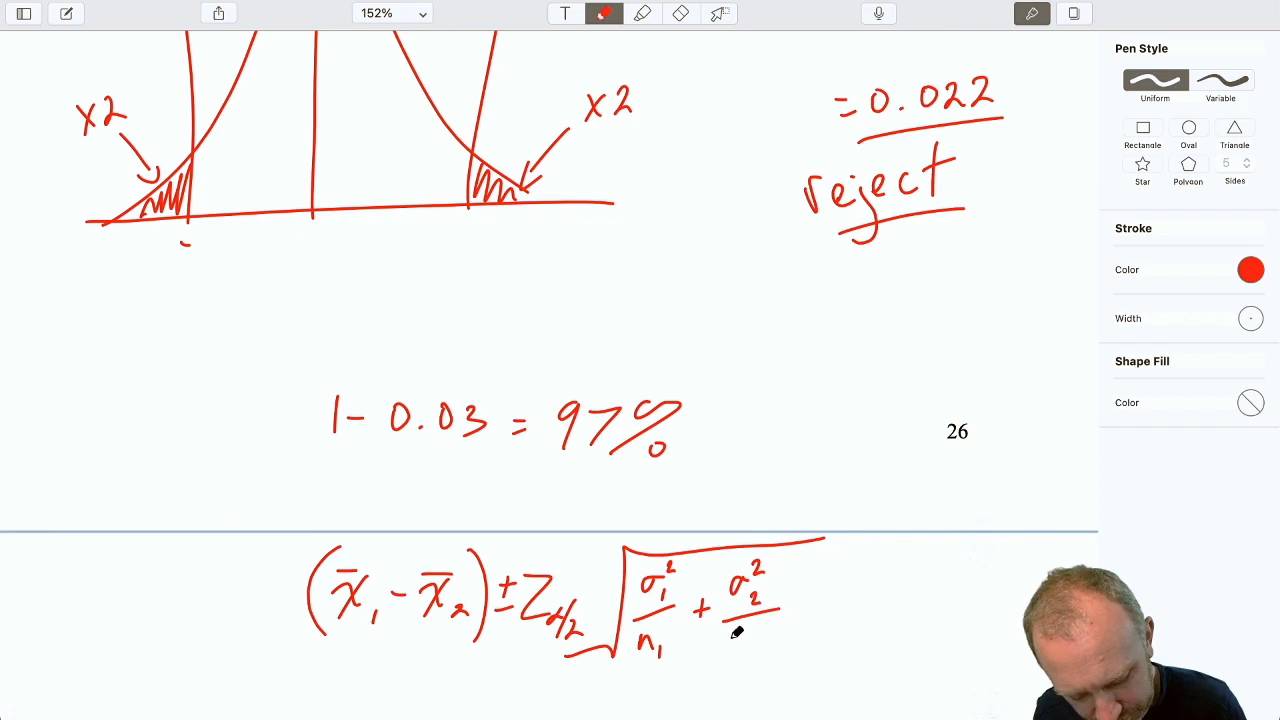 152%
T
Pen Style
Uniform
Variable
Rectangle
Oval
Triangle
Star
Polygon
5
Sides
Stroke
Color
Width
Shape Fill
Color
x2
x2
=0.022
reject
1 - 0.03 = 97%
26
(x̄₁ - x̄₂) ± Z α/2 √ σ₁²/n₁ + σ₂²/